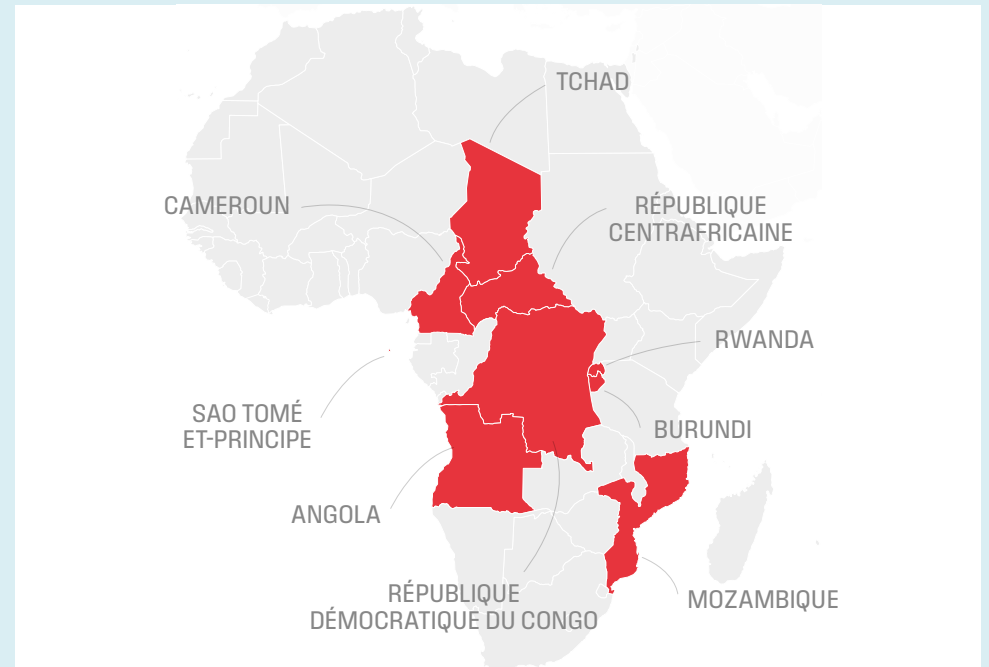 TCHAD
CAMEROUN
RÉPUBLIQUE
CENTRAFRICAINE
RWANDA
SAO TOMÉ
ET-PRINCIPE
BURUNDI
ANGOLA
RÉPUBLIQUE
DÉMOCRATIQUE DU CONGO
MOZAMBIQUE